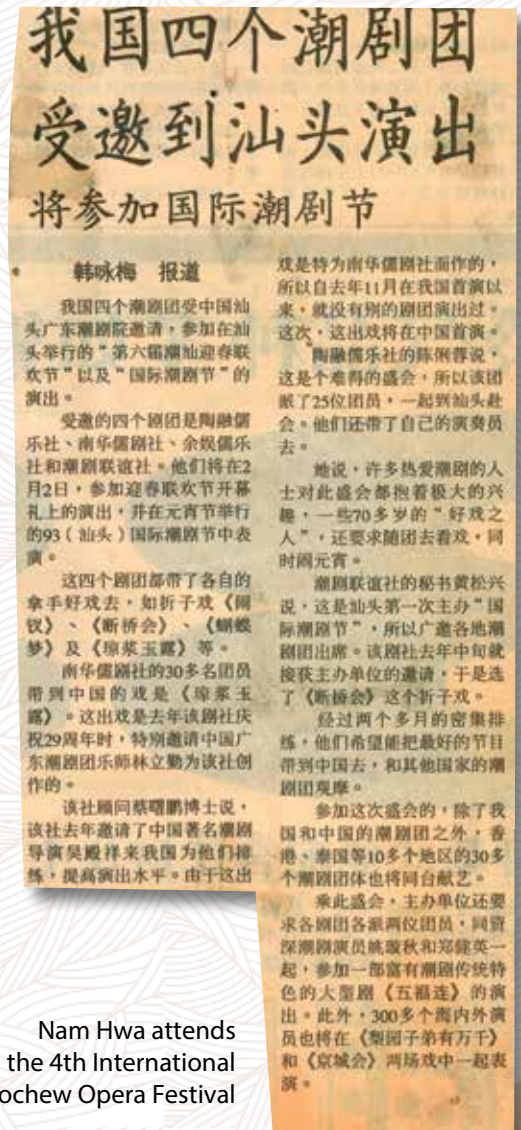 我国四个潮剧团
受邀到汕头演出
将参加国际潮剧节
韩咏梅 报道
我国四个潮剧团受中国汕
头广东潮剧院邀请，参加在汕
头举行的“第六届潮汕迎春联
欢节”以及“国际潮剧节”的
演出。
受邀的四个剧团是陶融儒
乐社、南华儒剧社、余娱儒乐
社和潮剧联谊社。他们将在2
月2日，参加迎春联欢节开幕
礼上的演出，并在元宵节举行
的93（汕头）国际潮剧节中表
演。
这四个剧团都带了各自的
拿手好戏去，如折子戏《闹
钗》、《断桥会》、《蝴蝶
梦》及《琼浆玉露》等。
南华儒剧社的30多名团员
带到中国的戏是《琼浆玉
露》。这出戏是去年该剧社庆
祝29周年时，特别邀请中国广
东潮剧团乐师林立勤为该社创
作的。
该社顾问蔡曙鹏博士说，
该社去年邀请了中国著名潮剧
导演吴殿祥来我国为他们排
练，提高演出水平。由于这出
戏是特为南华儒剧社而作的，
所以自去年11月在我国首演以
来，就没有别的剧团演出过。
这次，这出戏将在中国首演。
陶融儒乐社的陈俐蓉说，
这是个难得的盛会，所以该团
派了25位团员，一起到汕头赴
会。他们还带了自己的演奏员
去。
她说，许多热爱潮剧的人
士对此盛会都抱着极大的兴
趣，一些70多岁的“好戏之
人”，还要求随团去看戏，同
时闹元宵。
潮剧联谊社的秘书黄松兴
说，这是汕头第一次主办“国
际潮剧节”，所以广邀各地潮
剧团出席。该剧社去年中旬就
接获主办单位的邀请，于是选
了《断桥会》这个折子戏。
经过两个多月的密集排
练，他们希望能把最好的节目
带到中国去，和其他国家的潮
剧团观摩。
参加这次盛会的，除了我
国和中国的潮剧团之外，香
港、泰国等10多个地区的30多
个潮剧团体也将同台献艺。
乘此盛会，主办单位还要
求各剧团各派两位团员，同资
深潮剧演员姚璇秋和郑健英一
起，参加一部富有潮剧传统特
色的大型剧《五福连》的演
出。此外，300多个海内外演
员也将在《梨园子弟有万千》
和《京城会》两场戏中一起表
演。
Nam Hwa attends
the 4th International
ochew Opera Festival